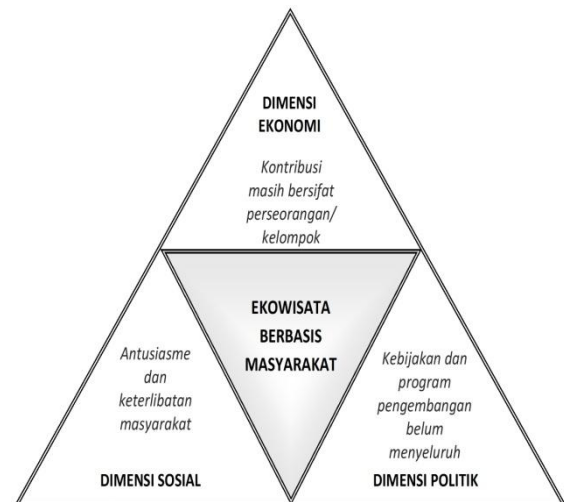 DIMENSI
EKONOMI
Kontribusi
masih bersifat
perseorangan/
kelompok
EKOWISATA
BERBASIS
MASYARAKAT
Antusiasme
dan
keterlibatan
masyarakat
DIMENSI SOSIAL
Kebijakan dan
program
pengembangan
belum
menyeluruh
DIMENSI POLITIK